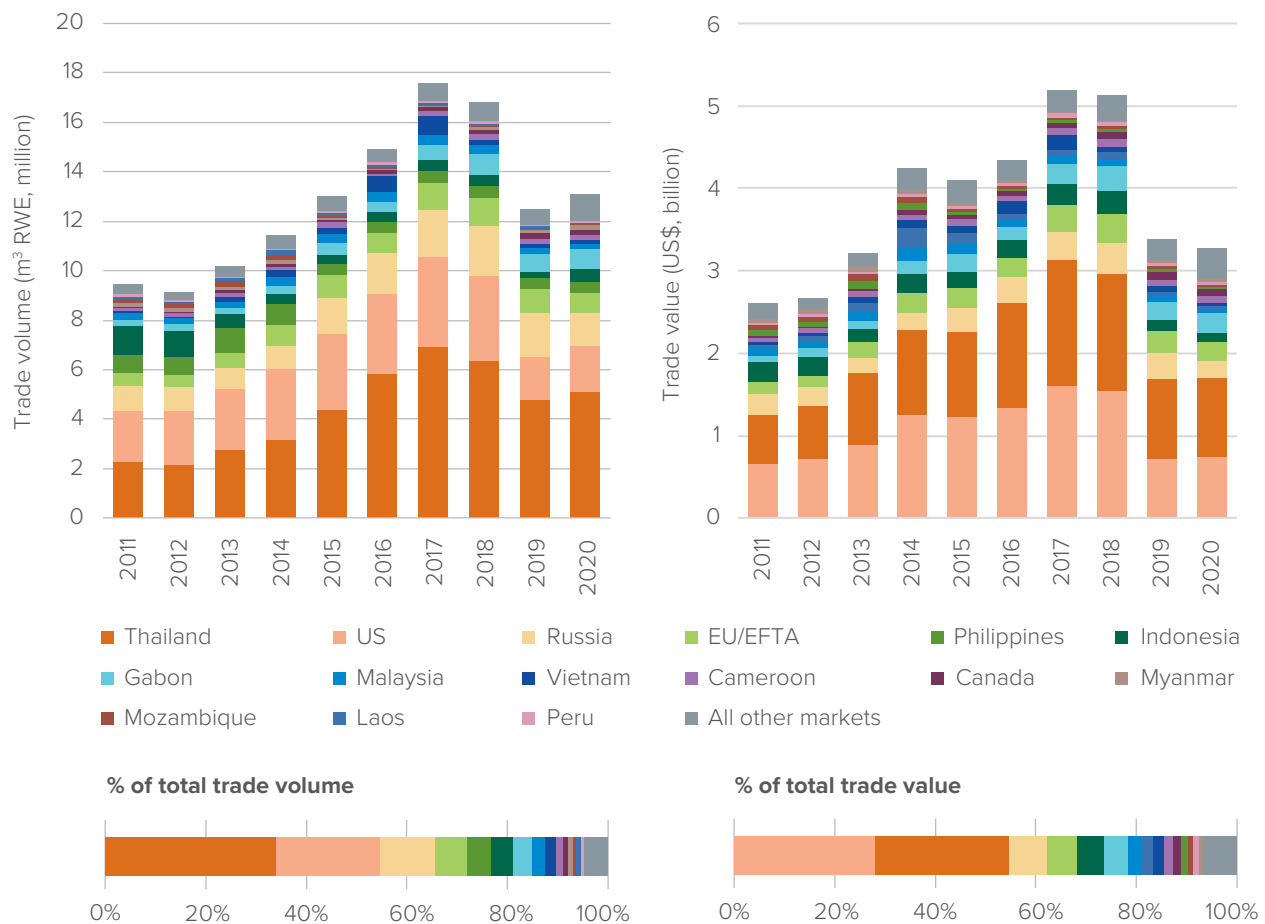 Trade volume (m³ RWE, million)
20
18
16
14
12
10
8
6
4
2
0
2011 2012 2013 2014 2015 2016 2017 2018 2019 2020
Trade value (US$, billion)
6
5
4
3
2
1
0
2011 2012 2013 2014 2015 2016 2017 2018 2019 2020
Thailand US Russia EU/EFTA Philippines Indonesia
Gabon Malaysia Vietnam Cameroon Canada Myanmar
Mozambique Laos Peru All other markets
% of total trade volume
0% 20% 40% 60% 80% 100%
% of total trade value
0% 20% 40% 60% 80% 100%